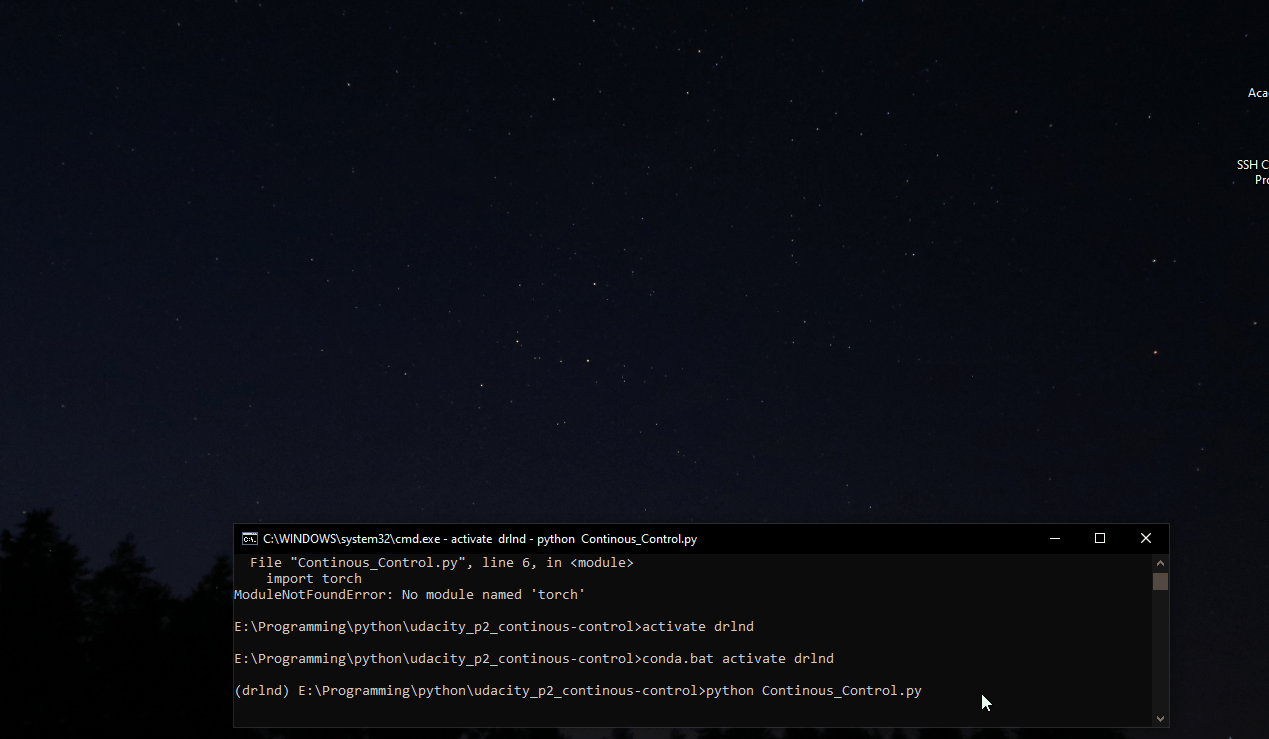 Aca
SSH C
Pro
C:\WINDOWS\system32\cmd.exe - activate  drlnd - python  Continous_Control.py
File "Continous_Control.py", line 6, in <module>
import torch
ModuleNotFoundError: No module named 'torch'
E:\Programming\python\udacity_p2_continous-control>activate drlnd
E:\Programming\python\udacity_p2_continous-control>conda.bat activate drlnd
(drlnd) E:\Programming\python\udacity_p2_continous-control>python Continous_Control.py